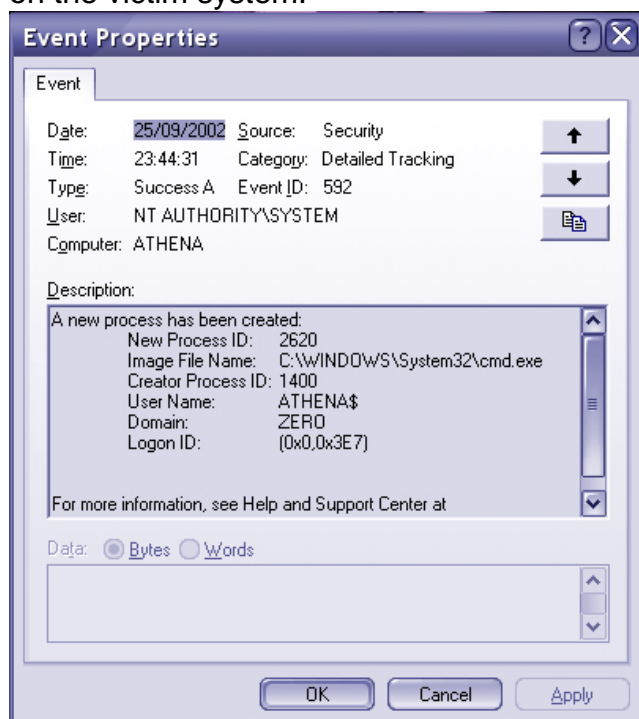 on the victim system.
Event Properties
Event
Date: 25/09/2002 Source: Security
Time: 23:44:31 Category: Detailed Tracking
Type: Success A Event ID: 592
User: NT AUTHORITY\SYSTEM
Computer: ATHENA
Description:
A new process has been created:
New Process ID: 2620
Image File Name: C:\WINDOWS\System32\cmd.exe
Creator Process ID: 1400
User Name: ATHENA$
Domain: ZERO
Logon ID: (0x0,0x3E7)
For more information, see Help and Support Center at
Data: Bytes Words
OK Cancel Apply